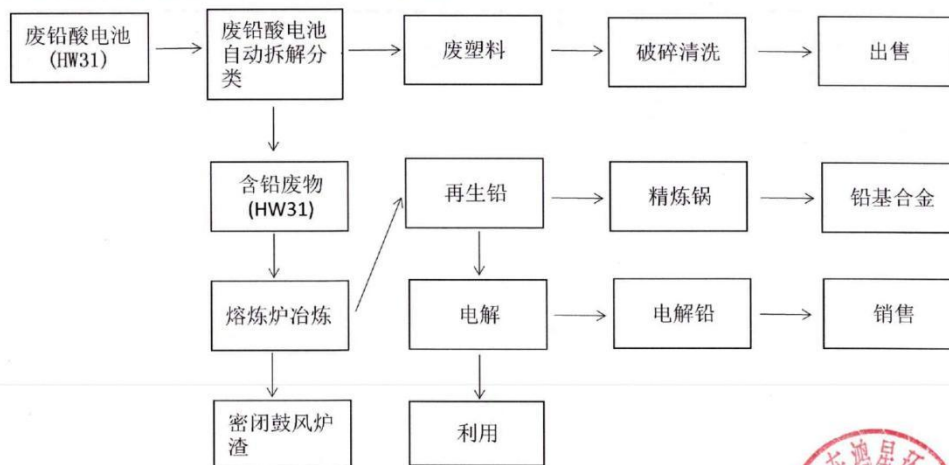 废铅酸电池
(HW31)
废铅酸电池
自动拆解分
类
废塑料
破碎清洗
出售
含铅废物
(HW31)
再生铅
精炼锅
铅基合金
熔炼炉冶炼
电解
电解铅
销售
密闭鼓风炉
渣
利用
鸿星环